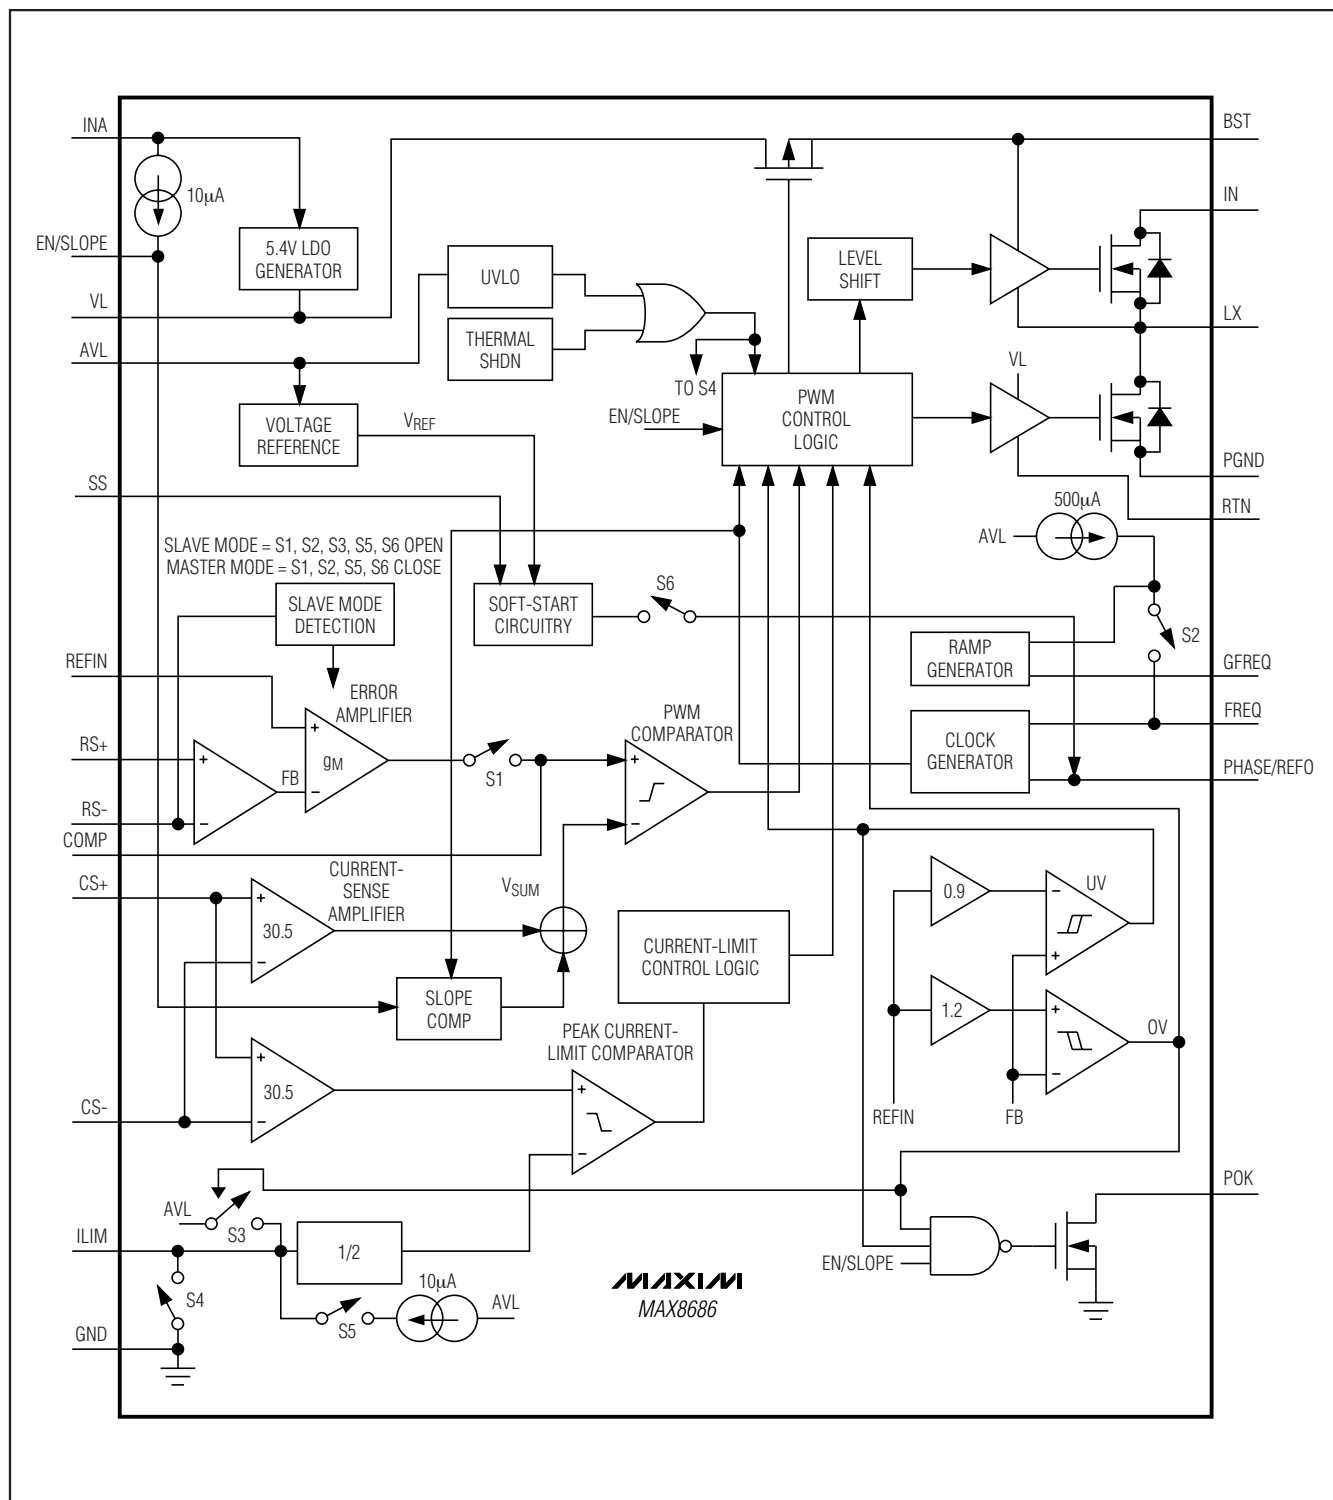 INA
BST
10µA
IN
EN/SLOPE
5.4V LDO
GENERATOR
UVLO
LEVEL
SHIFT
VL
LX
AVL
THERMAL
SHDN
TO S4
VL
VOLTAGE
REFERENCE
VREF
EN/SLOPE
PWM
CONTROL
LOGIC
PGND
SS
500µA
RTN
AVL
SLAVE MODE = S1, S2, S3, S5, S6 OPEN
MASTER MODE = S1, S2, S5, S6 CLOSE
SLAVE MODE
DETECTION
SOFT-START
CIRCUITRY
S6
S2
RAMP
GENERATOR
REFIN
GFREQ
ERROR
AMPLIFIER
PWM
COMPARATOR
FREQ
RS+
+
gM
+
FB
−
S1
+
CLOCK
GENERATOR
PHASE/REFO
RS-
−
−
COMP
CS+
CURRENT-
SENSE
AMPLIFIER
VSUM
+
30.5
−
CURRENT-LIMIT
CONTROL LOGIC
0.9
−
UV
+
SLOPE
COMP
1.2
+
OV
−
PEAK CURRENT-
LIMIT COMPARATOR
+
30.5
−
+
−
CS-
REFIN
FB
POK
AVL
S3
ILIM
1/2
EN/SLOPE
S4
10µA
AVL
S5
MAXIM
MAX8686
GND